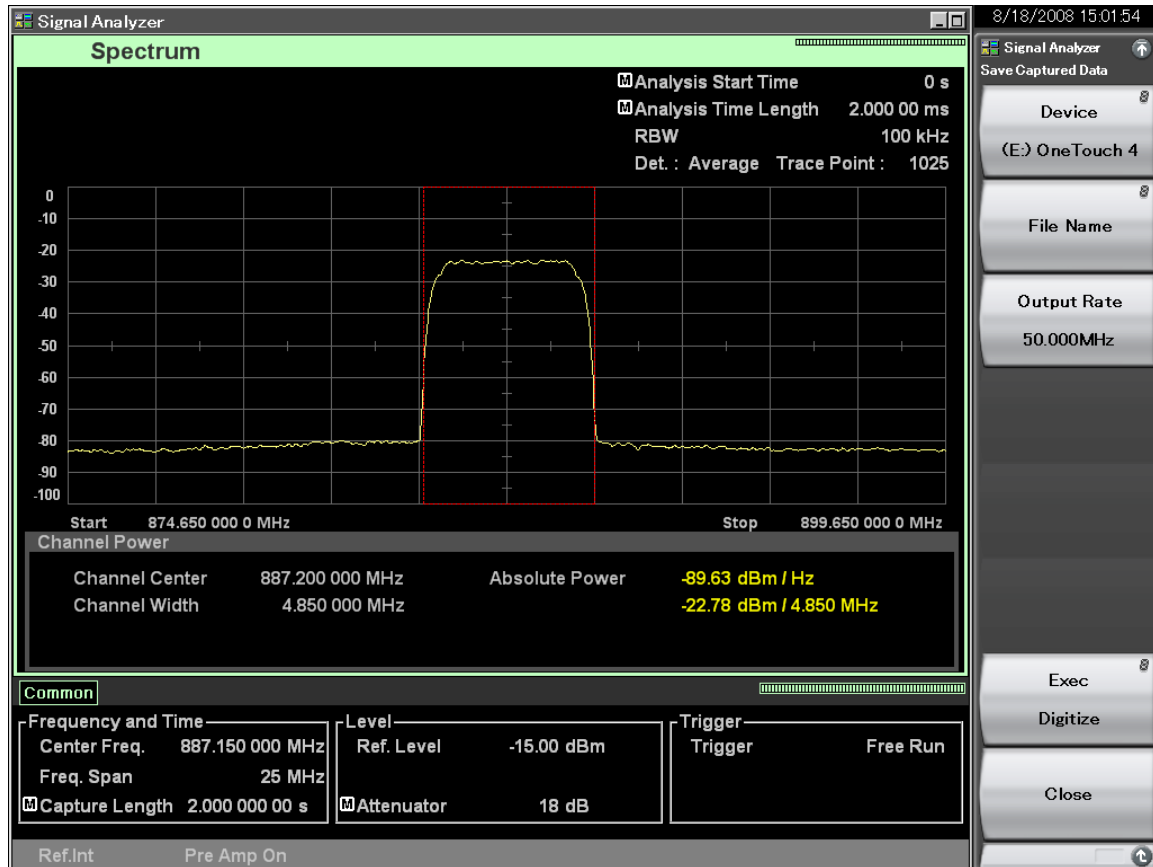 Signal Analyzer
8/18/2008 15:01:54
Spectrum
Signal Analyzer
Save Captured Data
M Analysis Start Time 0 s
M Analysis Time Length 2.000 00 ms
RBW 100 kHz
Det. : Average Trace Point : 1025
Device
(E:) OneTouch 4
File Name
Output Rate
50.000MHz
0
-10
-20
-30
-40
-50
-60
-70
-80
-90
-100
Start 874.650 000 0 MHz Stop 899.650 000 0 MHz
Channel Power
Channel Center 887.200 000 MHz Absolute Power -89.63 dBm / Hz
Channel Width 4.850 000 MHz -22.78 dBm / 4.850 MHz
Common
Frequency and Time
Center Freq. 887.150 000 MHz
Freq. Span 25 MHz
M Capture Length 2.000 000 00 s
Level
Ref. Level -15.00 dBm
M Attenuator 18 dB
Trigger
Trigger Free Run
Exec
Digitize
Close
Ref.Int Pre Amp On